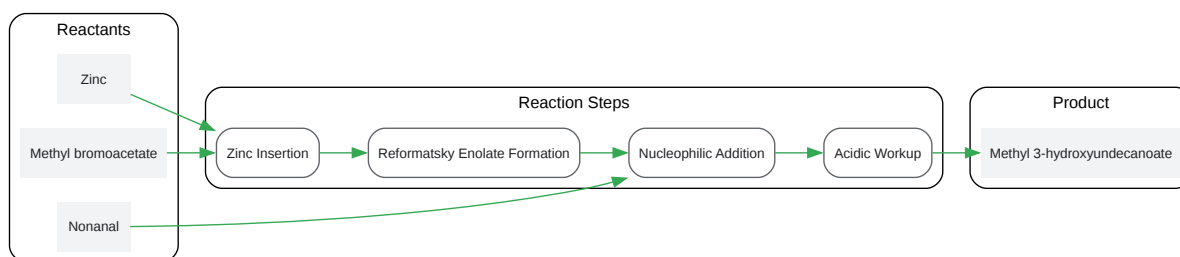 Reactants
Zinc
Methyl bromoacetate
Nonanal
Reaction Steps
Zinc Insertion
Reformatsky Enolate Formation
Nucleophilic Addition
Acidic Workup
Product
Methyl 3-hydroxyundecanoate